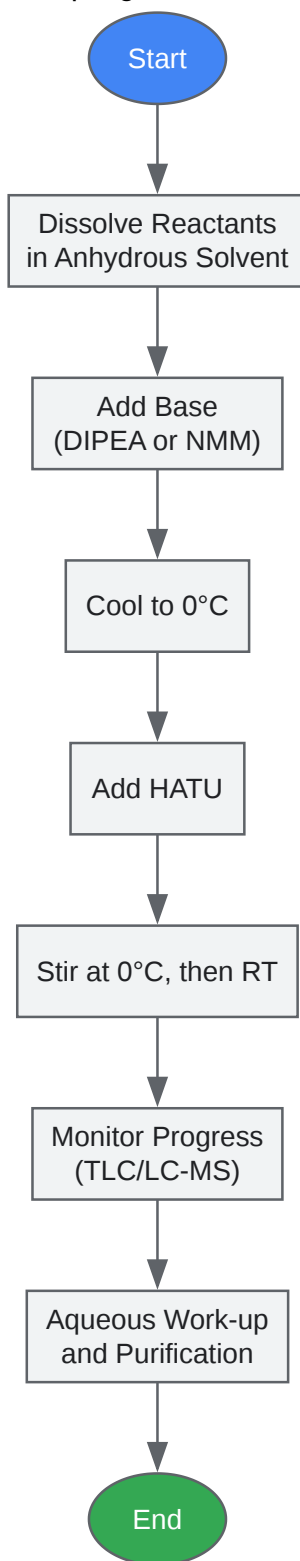 Start
Dissolve Reactants
in Anhydrous Solvent
Add Base
(DIPEA or NMM)
Cool to 0°C
Add HATU
Stir at 0°C, then RT
Monitor Progress
(TLC/LC-MS)
Aqueous Work-up
and Purification
End